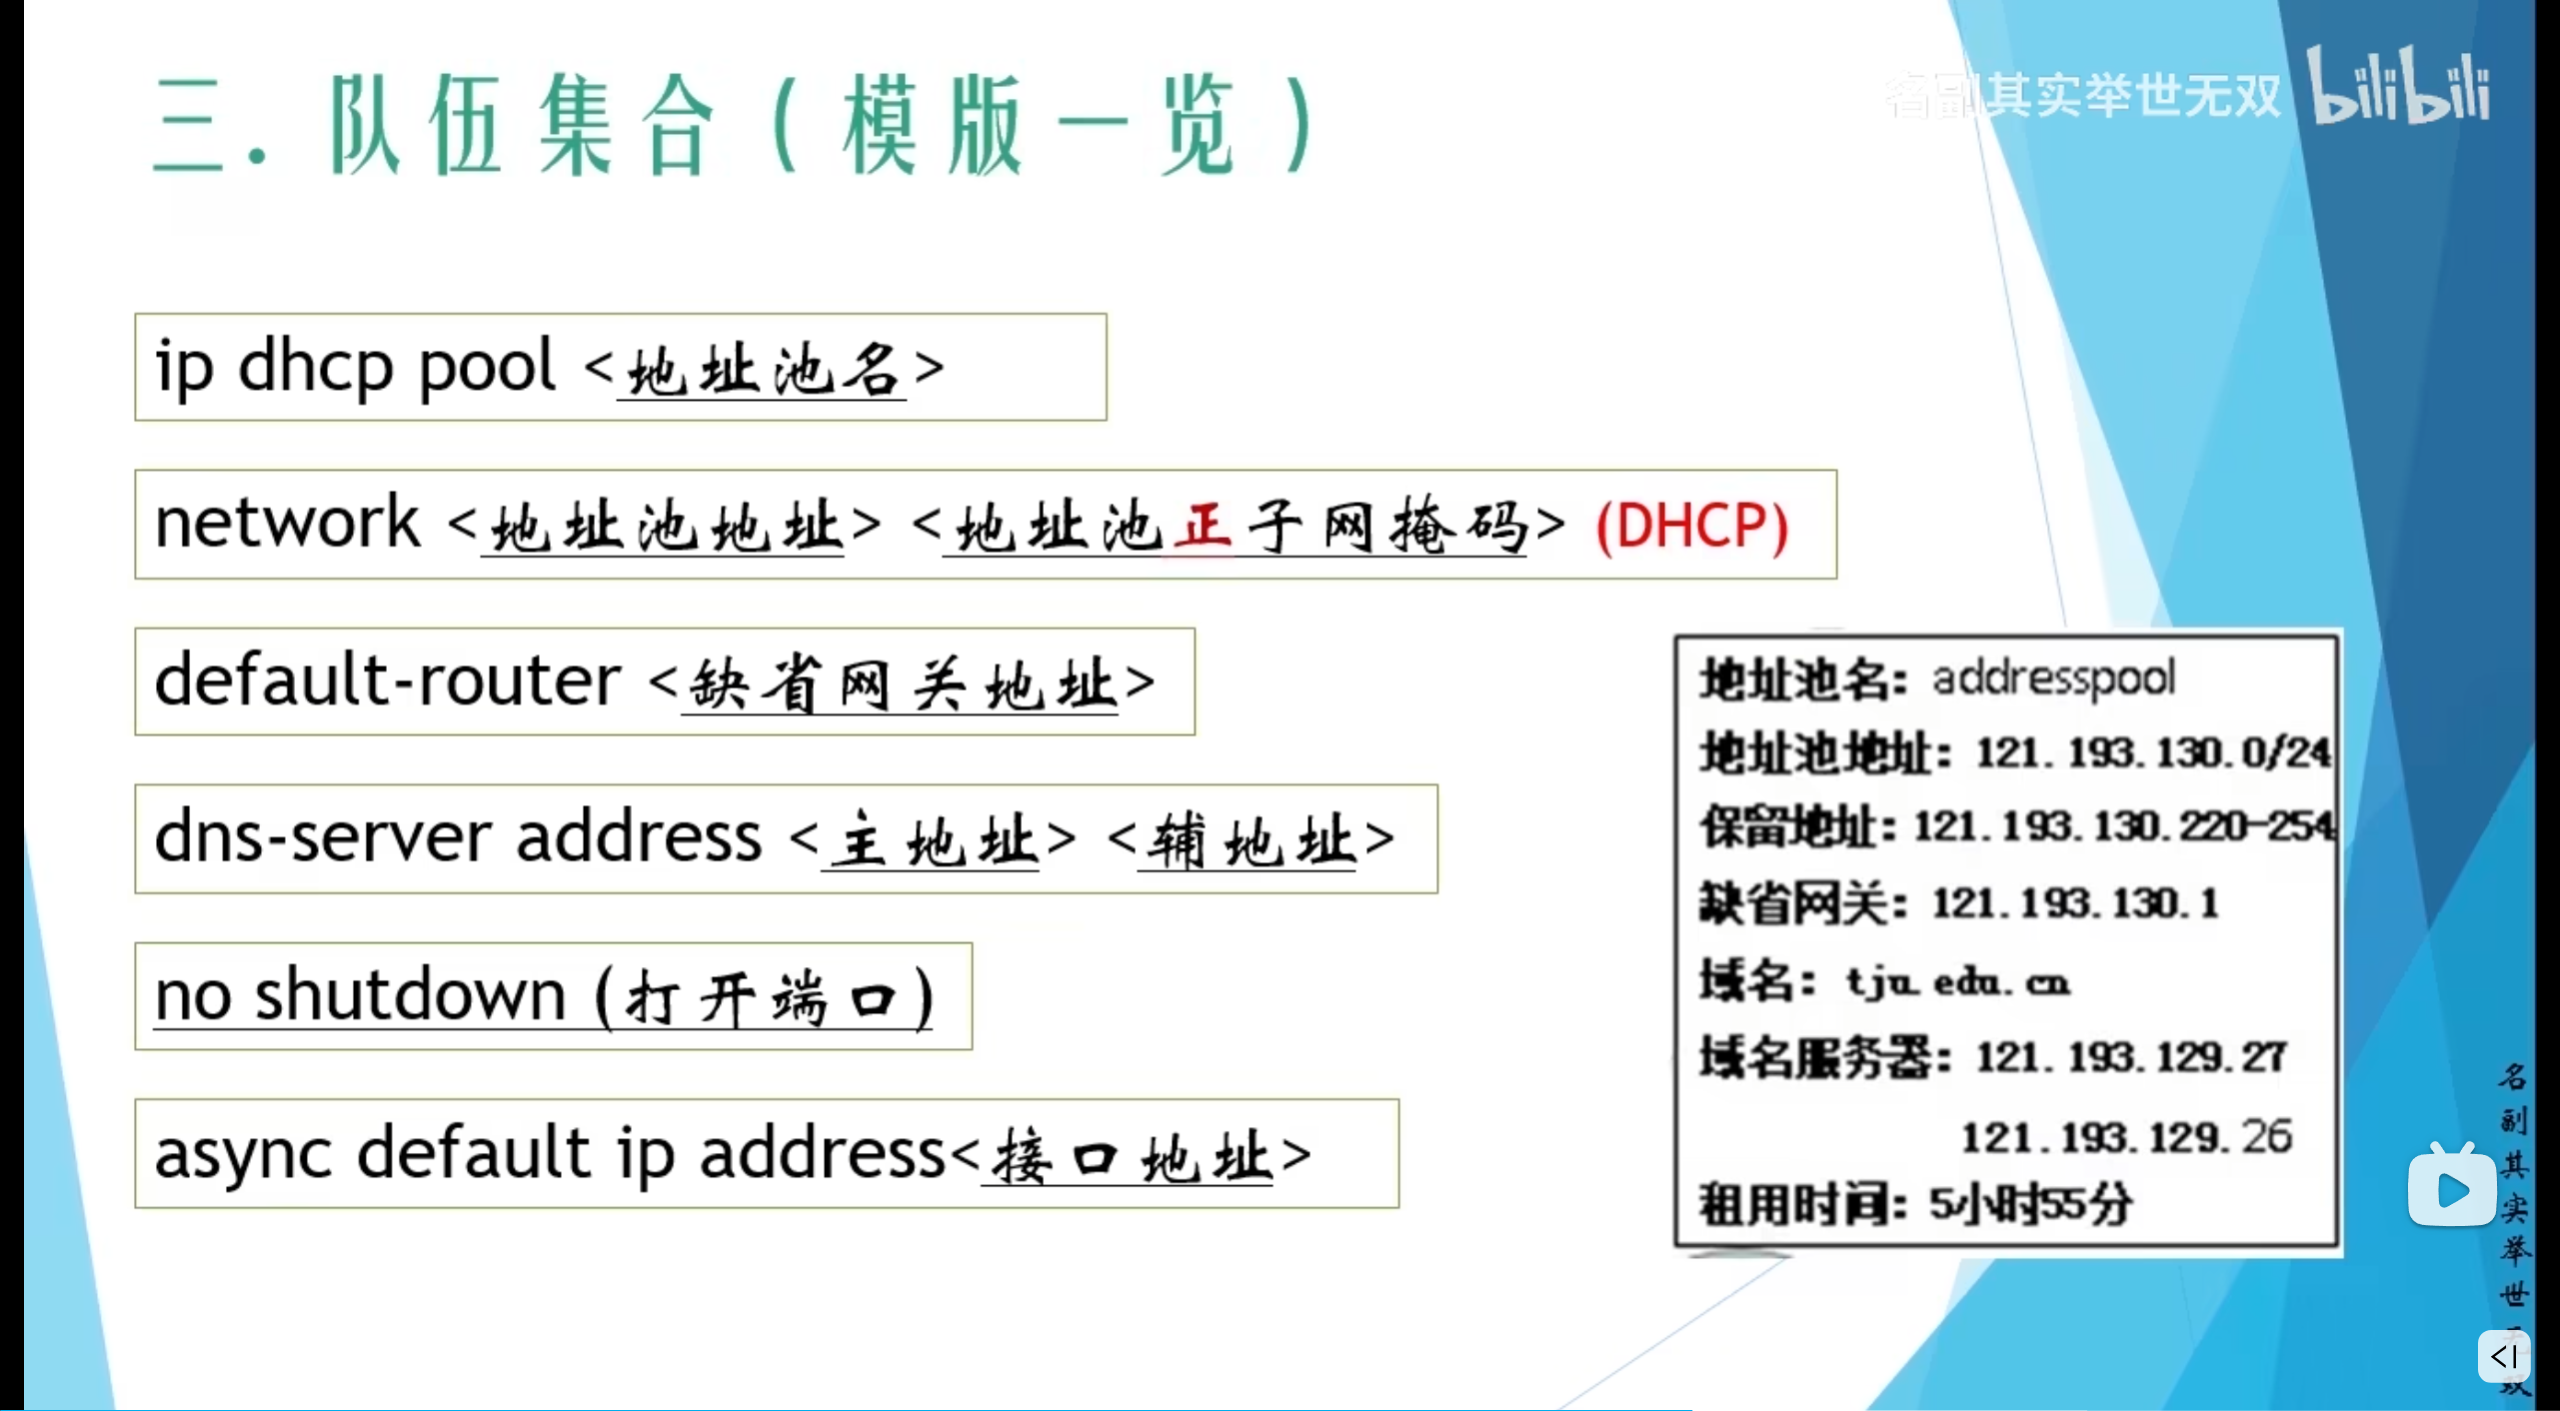 三.队伍集合(模版一览)
名副其实举世无双 bilibili
ip dhcp pool <地址池名>
network <地址池地址> <地址池正子网掩码> (DHCP)
default-router <缺省网关地址>
dns-server address <主地址> <辅地址>
no shutdown (打开端口)
async default ip address<接口地址>
地址池名: addresspool
地址池地址: 121.193.130.0/24
保留地址: 121.193.130.220-254
缺省网关: 121.193.130.1
域名: tju.edu.cn
域名服务器: 121.193.129.27
121.193.129.26
租用时间: 5小时55分
名副其实举世无双